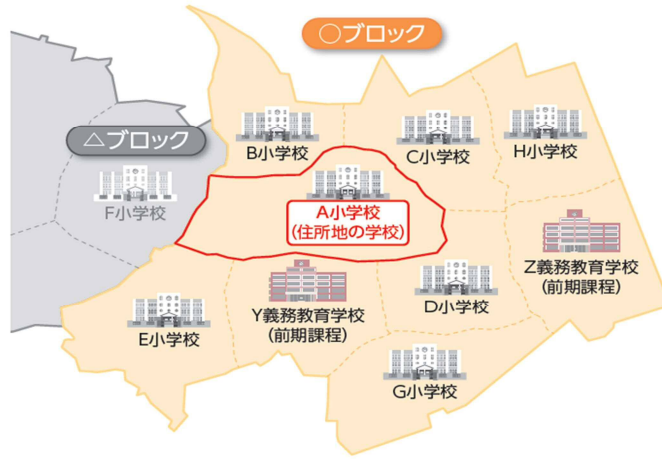 ○ブロック
B小学校
C小学校
H小学校
△ブロック
F小学校
A小学校
(住所地の学校)
Z義務教育学校
(前期課程)
D小学校
E小学校
Y義務教育学校
(前期課程)
G小学校